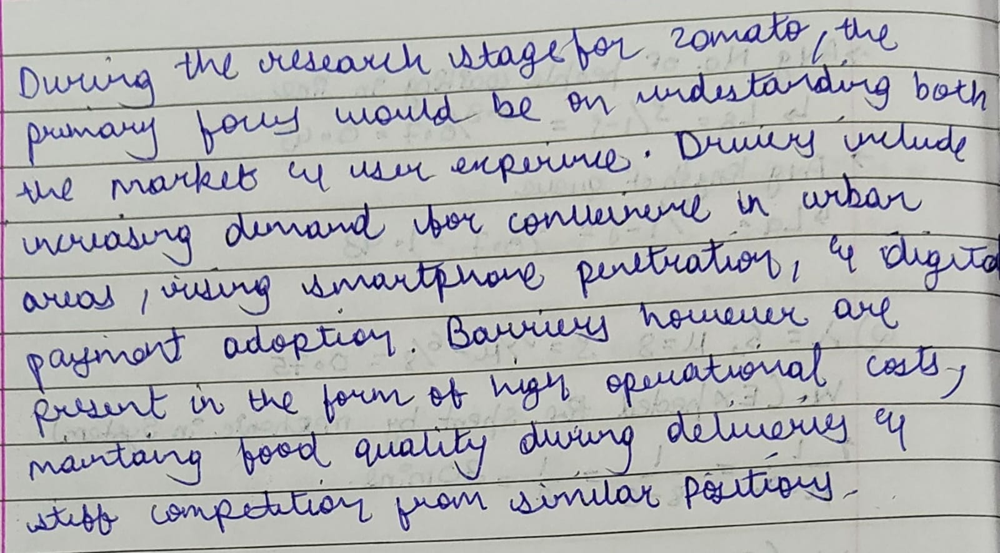 During the research stage for zomato, the
primary focus would be on undestanding both
the market & user experience. Drivers include
increasing demand for convenience in urban
areas, rising smartphone penetration, & digital
payment adoption. Barriers however are
present in the form of high operational costs,
maintaing food quality during deliveries &
stiff competition from similar positions.